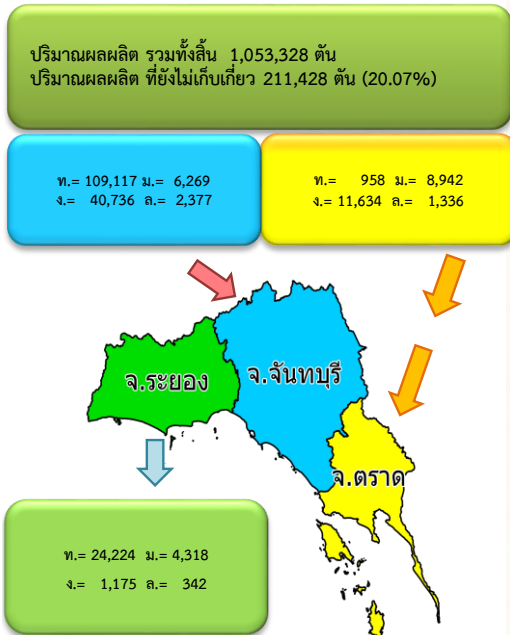 ปริมาณผลผลิต รวมทั้งสิ้น 1,053,328 ตัน
ปริมาณผลผลิต ที่ยังไม่เก็บเกี่ยว 211,428 ตัน (20.07%)
ท.= 109,117 ม.= 6,269
ง.= 40,736 ล.= 2,377
ท.= 958 ม.= 8,942
ง.= 11,634 ล.= 1,336
จ.ระยอง
จ.จันทบุรี
จ.ตราด
ท.= 24,224 ม.= 4,318
ง.= 1,175 ล.= 342